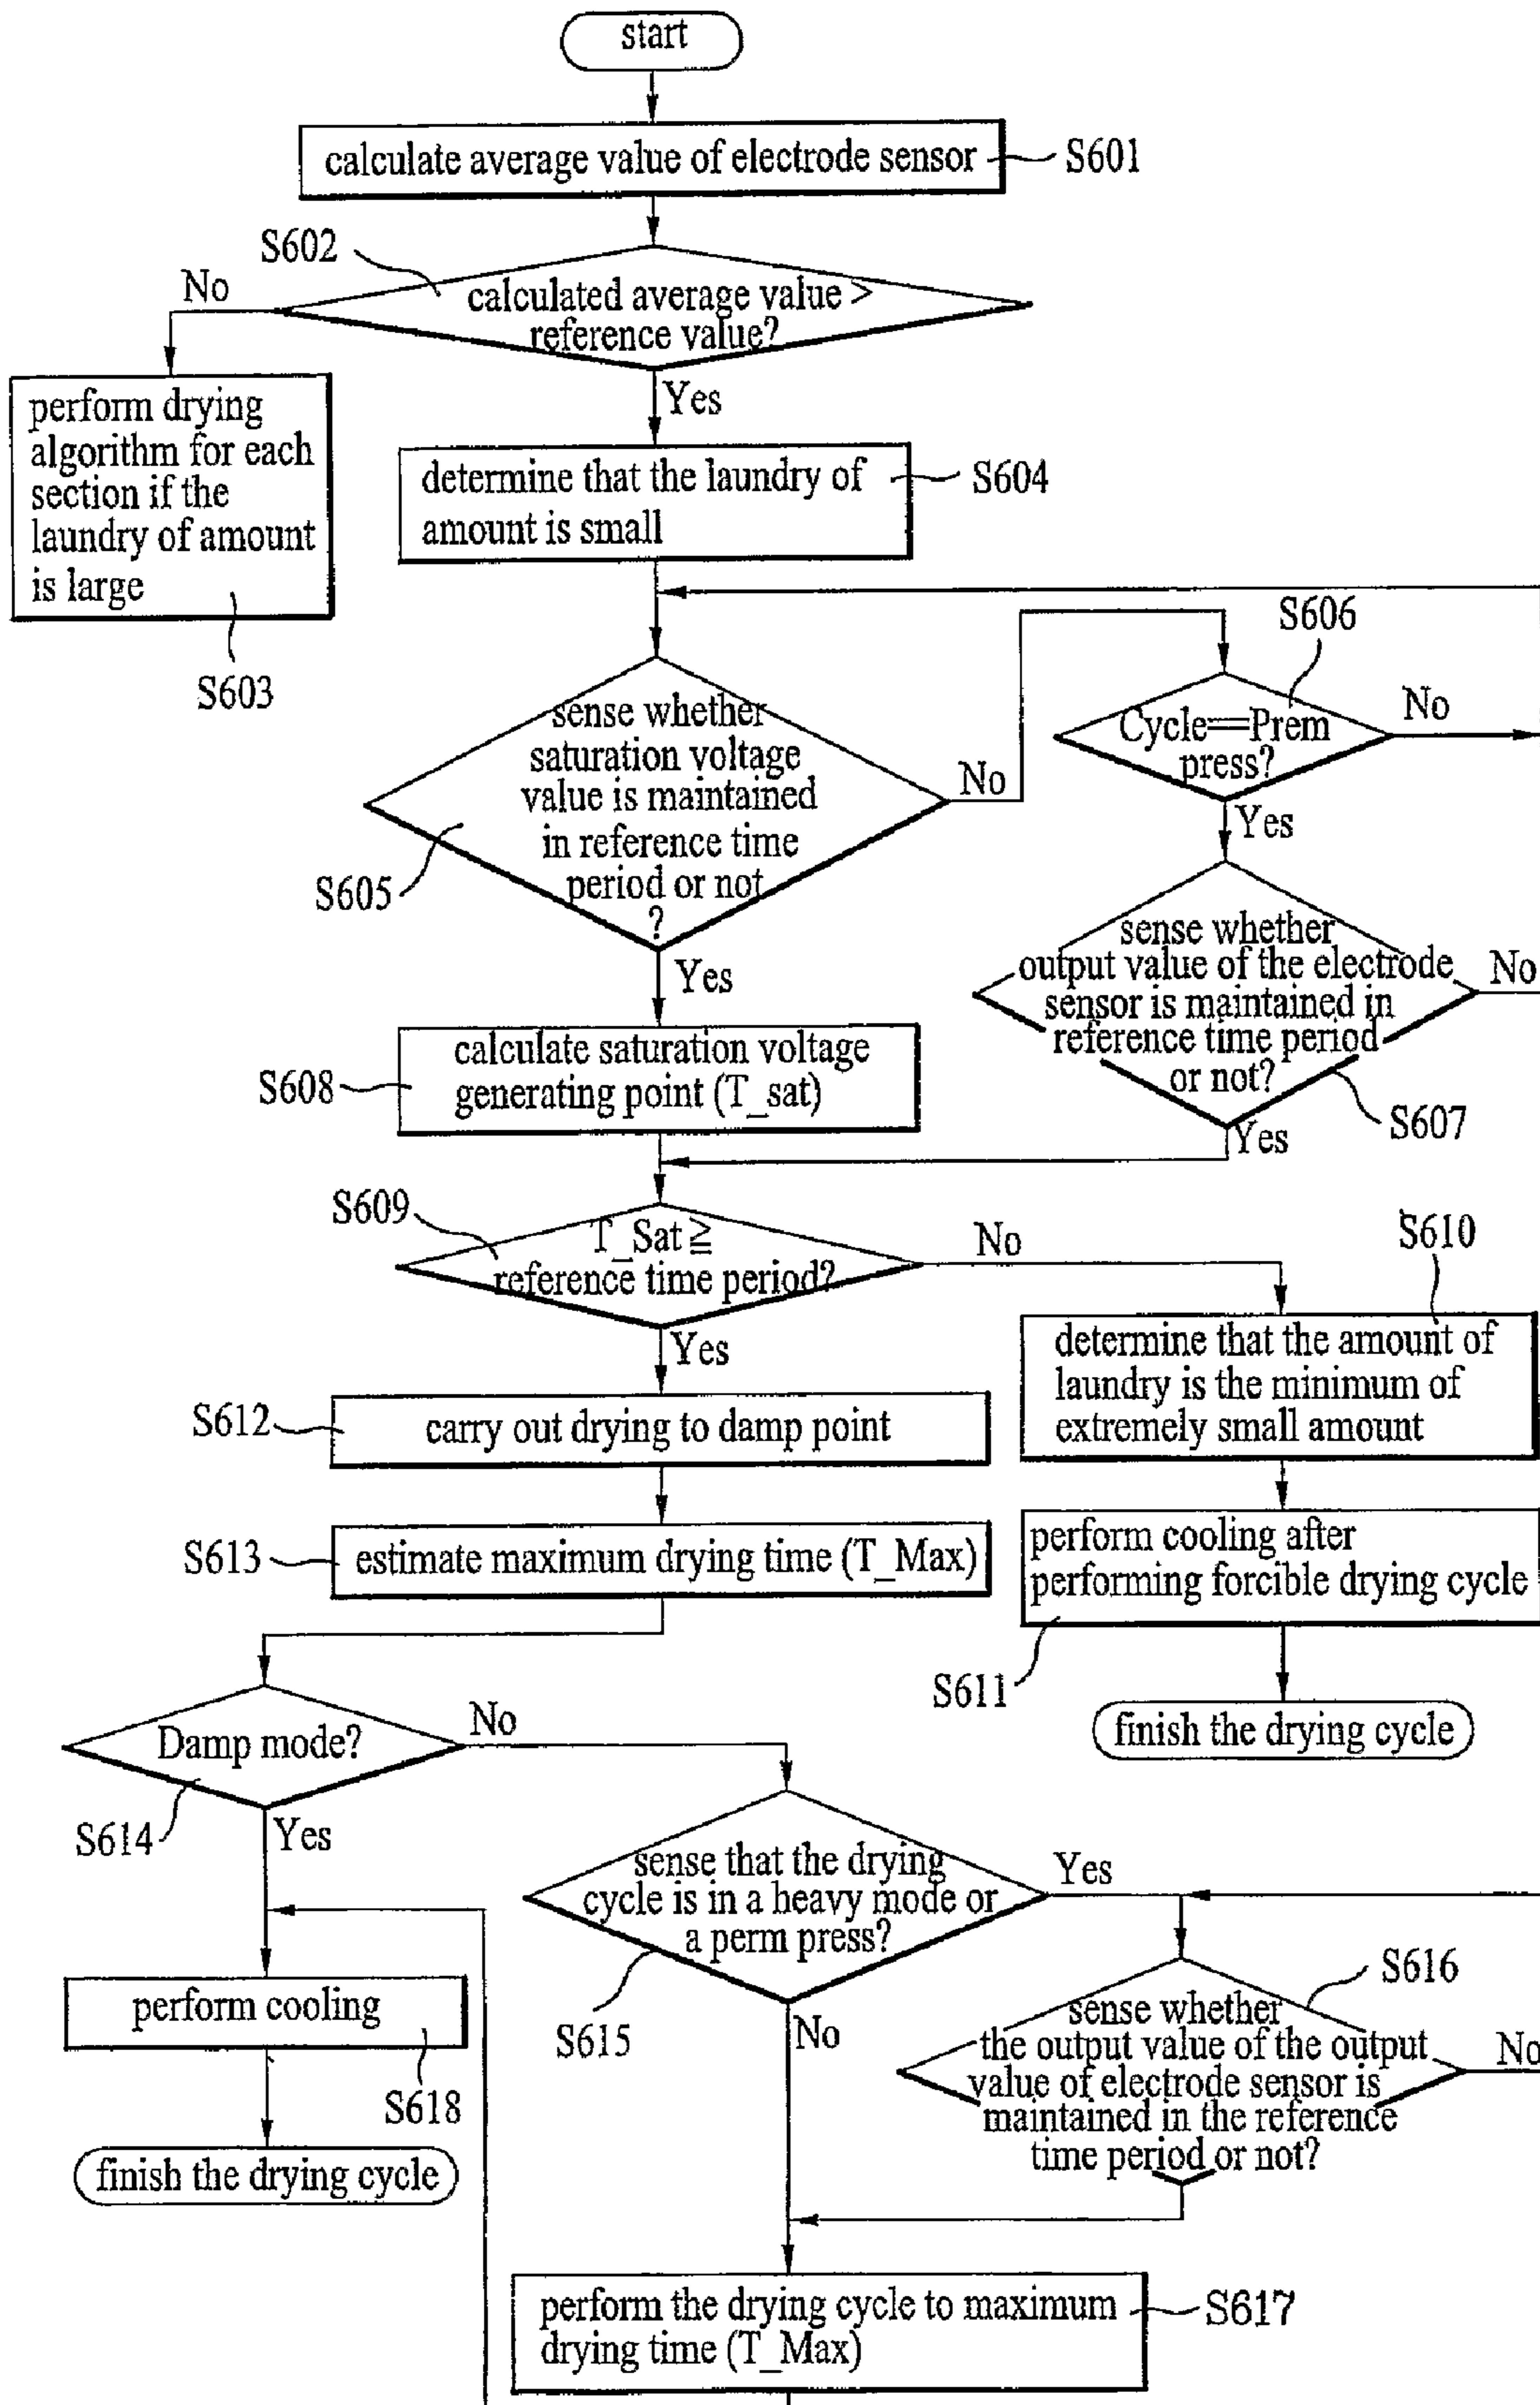 start
calculate average value of electrode sensor
S601
S602
No
calculated average value >
reference value?
Yes
perform drying
algorithm for each
section if the
laundry of amount
is large
S603
determine that the laundry of
amount is small
S604
S606
Cycle==Prem
press?
No
Yes
sense whether
saturation voltage
value is maintained
in reference time
period or not
?
No
S605
Yes
sense whether
output value of the electrode
sensor is maintained in
reference time period
or not?
No
S607
Yes
calculate saturation voltage
generating point (T_sat)
S608
S609
T_Sat ≧
reference time period?
No
Yes
S610
determine that the amount of
laundry is the minimum of
extremely small amount
S612
carry out drying to damp point
S613
estimate maximum drying time (T_Max)
perform cooling after
performing forcible drying cycle
S611
finish the drying cycle
Damp mode?
No
S614
Yes
sense that the drying
cycle is in a heavy mode or
a perm press?
Yes
S615
No
S616
sense whether
the output value of the output
value of electrode sensor is
maintained in the reference
time period or not?
No
perform cooling
S618
finish the drying cycle
perform the drying cycle to maximum
drying time (T_Max)
S617